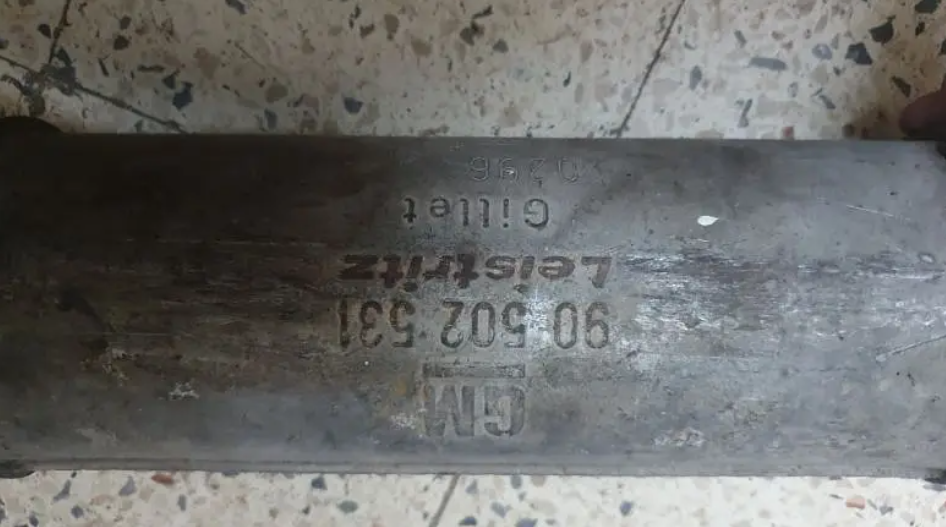 GM
90 502 531
Leistritz
Gillet
0296